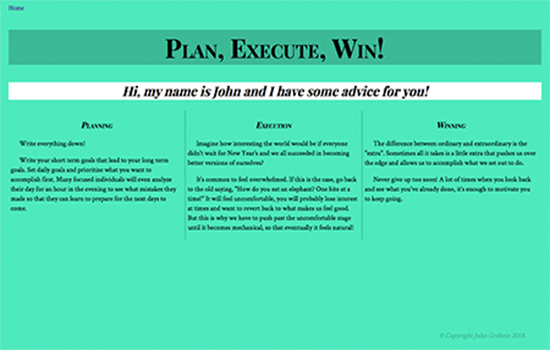 Home
Plan, Execute, Win!
Hi, my name is John and I have some advice for you!
Planning
Write everything down!
Write your short term goals that lead to your long term
goals. Set daily goals and prioritize what you want to
accomplish first. Many focused individuals will even analyze
their day for an hour in the evening to see what mistakes they
made so that they can learn to prepare for the next days to
come.
Execution
Imagine how interesting the world would be if everyone
didn't wait for New Year's and we all succeeded in becoming
better versions of ourselves?
It's common to feel overwhelmed. If this is the case, go back
to the old saying, "How do you eat an elephant? One bite at a
time!" It will feel uncomfortable, you will probably lose interest
at times and want to revert back to what makes us feel good.
But this is why we have to push past the uncomfortable stage
until it becomes mechanical, so that eventually it feels natural!
Winning
The difference between ordinary and extraordinary is the
"extra". Sometimes all it takes is a little extra that pushes us over
the edge and allows us to accomplish what we set out to do.
Never give up too soon! A lot of times when you look back
and see what you've already done, it's enough to motivate you
to keep going.
© Copyright John 2018